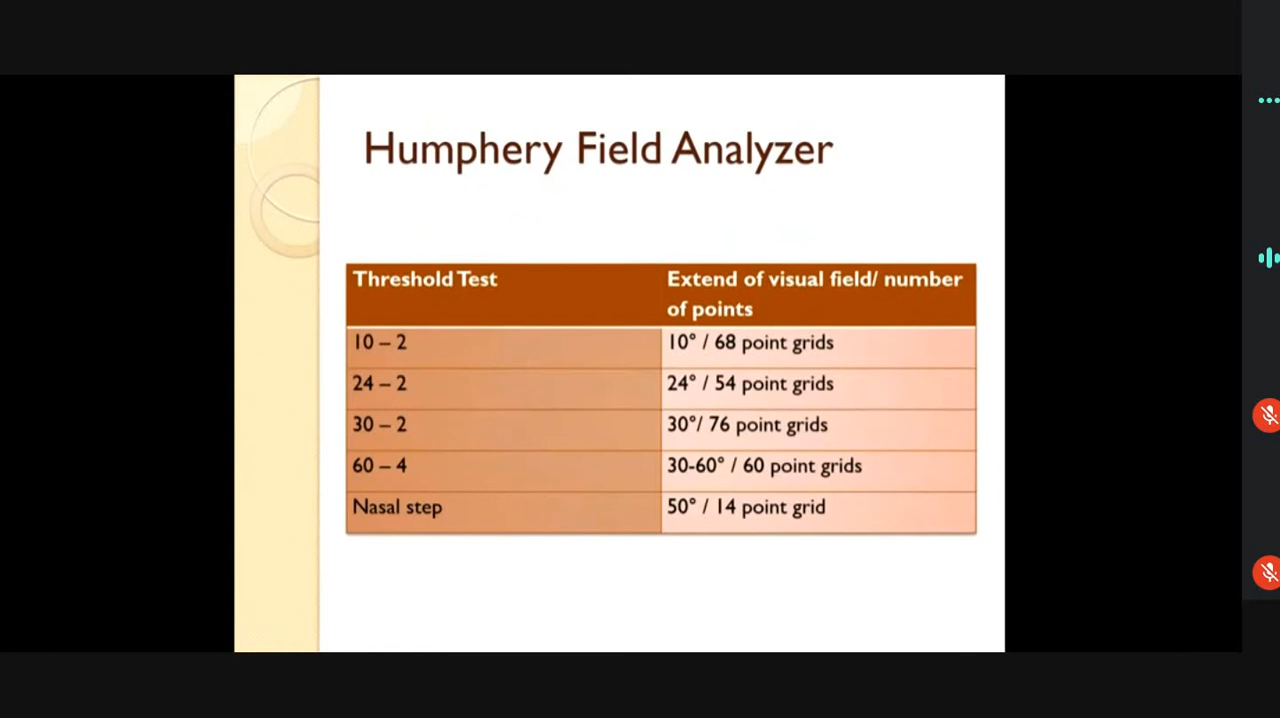 Humphery Field Analyzer
Threshold Test
Extend of visual field/ number
of points
10 – 2
10° / 68 point grids
24 – 2
24° / 54 point grids
30 – 2
30°/ 76 point grids
60 – 4
30-60° / 60 point grids
Nasal step
50° / 14 point grid